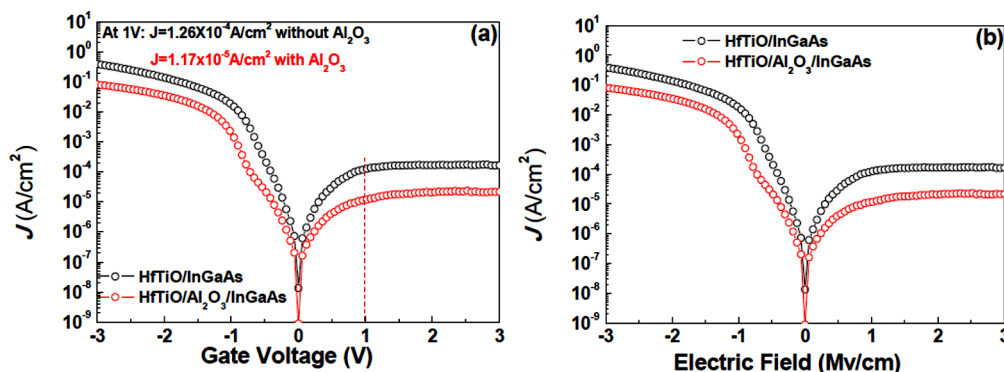 At 1V: J=1.26X10⁻⁴A/cm² without Al₂O₃
(a)
J=1.17x10⁻⁵A/cm² with Al₂O₃
10¹
10⁰
10⁻¹
10⁻²
10⁻³
10⁻⁴
10⁻⁵
10⁻⁶
10⁻⁷
10⁻⁸
10⁻⁹
J (A/cm²)
HfTiO/InGaAs
HfTiO/Al₂O₃/InGaAs
-3 -2 -1 0 1 2 3
Gate Voltage (V)
(b)
HfTiO/InGaAs
HfTiO/Al₂O₃/InGaAs
10¹
10⁰
10⁻¹
10⁻²
10⁻³
10⁻⁴
10⁻⁵
10⁻⁶
10⁻⁷
10⁻⁸
10⁻⁹
J (A/cm²)
-3 -2 -1 0 1 2 3
Electric Field (Mv/cm)